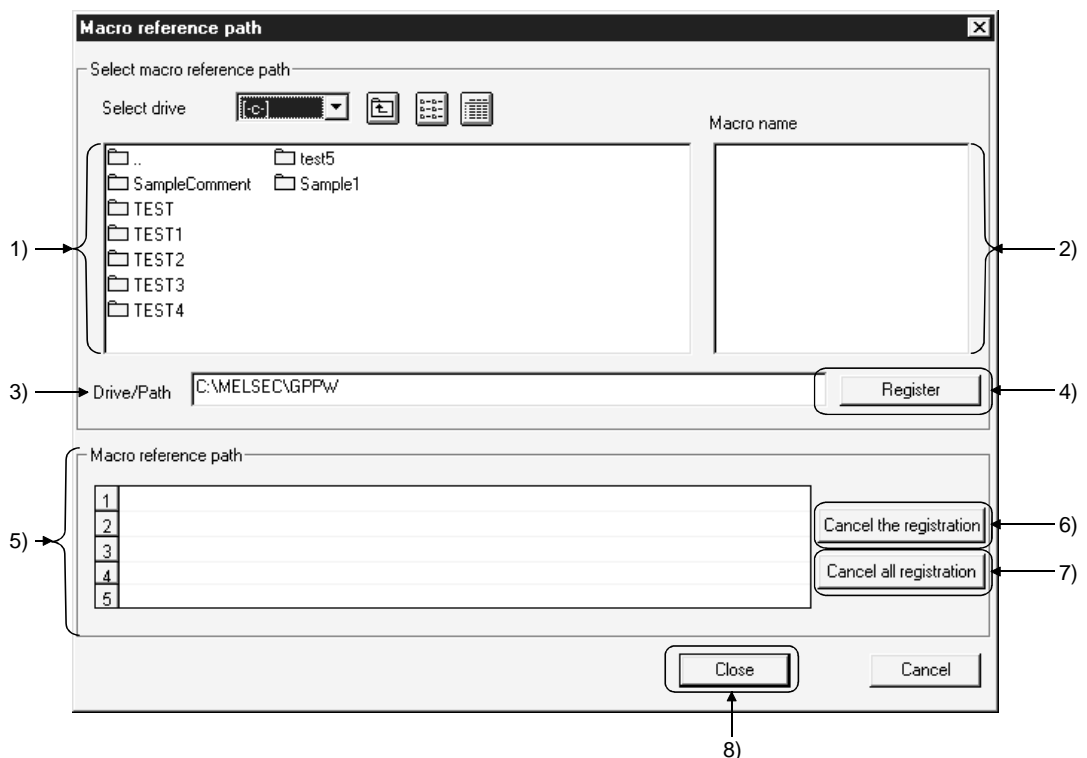 Macro reference path
Select macro reference path
Select drive [-c-]
Macro name
.. test5
SampleComment Sample1
TEST
TEST1
TEST2
TEST3
TEST4
1)
2)
3) Drive/Path C:\MELSEC\GPPW Register 4)
Macro reference path
1
2
3
4
5
5)
Cancel the registration 6)
Cancel all registration 7)
Close Cancel
8)